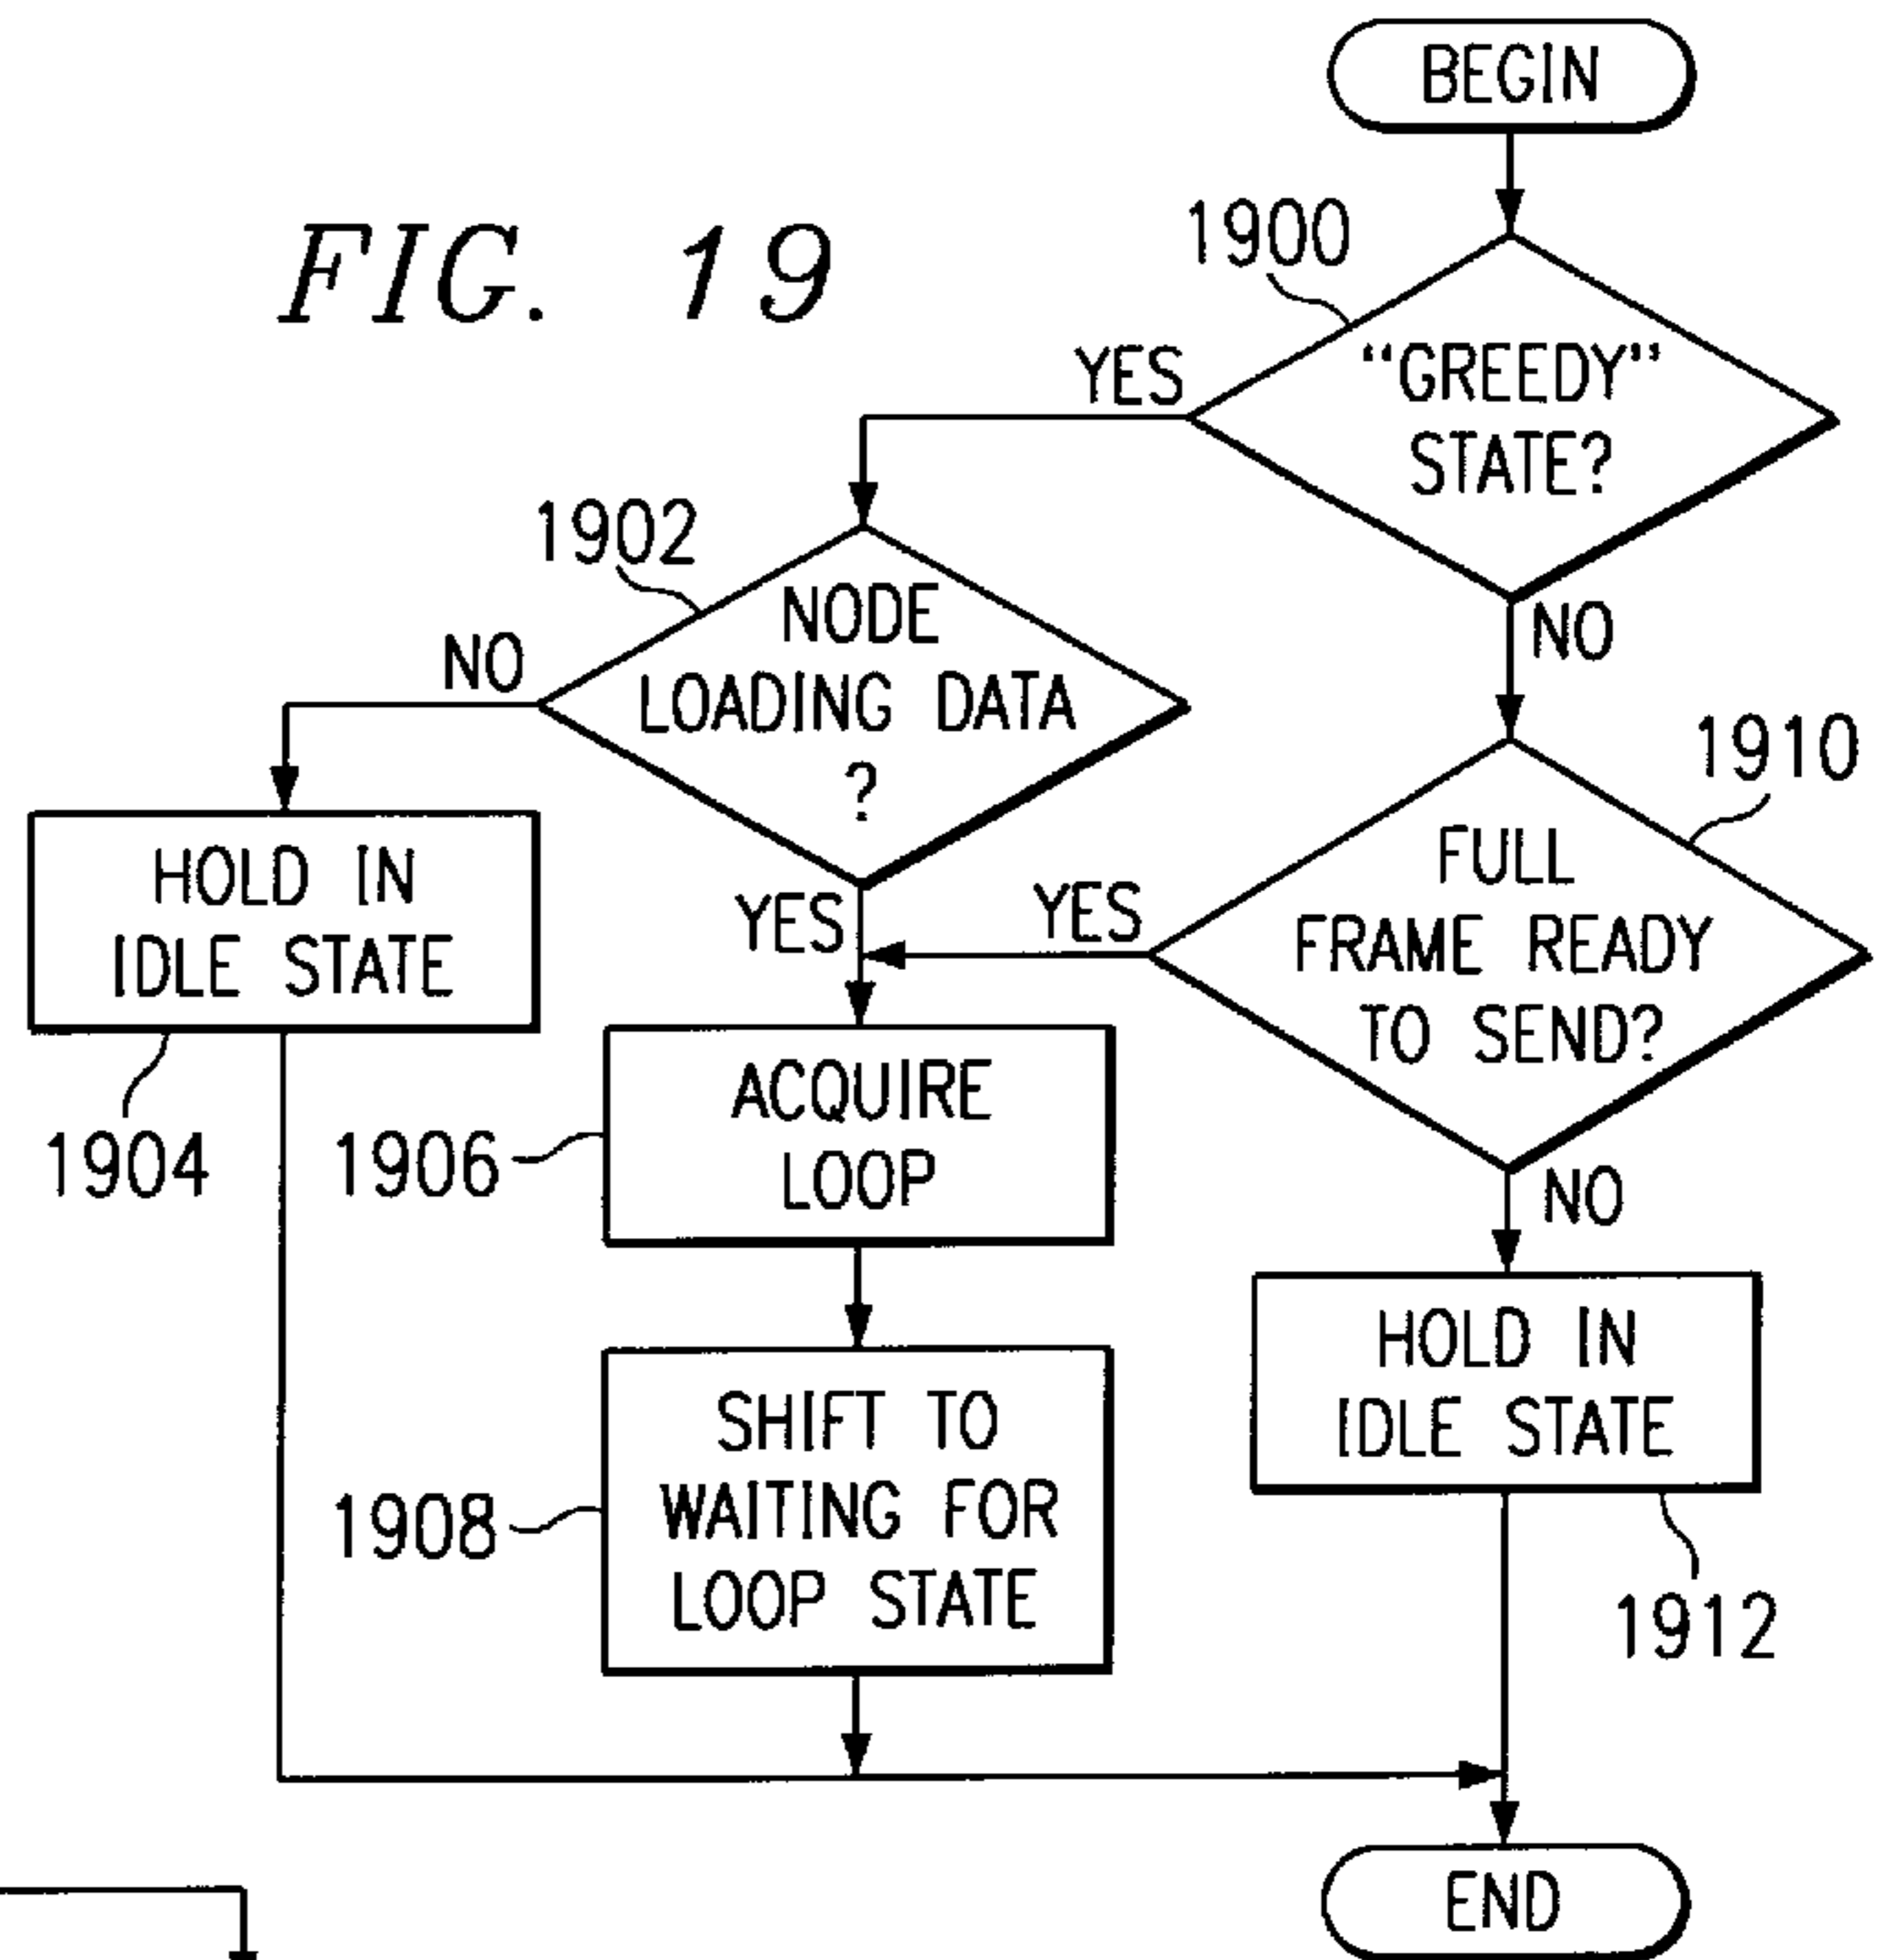 BEGIN
FIG. 19
1900
YES
“GREEDY”
STATE?
NO
1902
NODE
LOADING DATA
?
NO
YES
1910
FULL
FRAME READY
TO SEND?
YES
NO
HOLD IN
IDLE STATE
1904
1906
ACQUIRE
LOOP
1908
SHIFT TO
WAITING FOR
LOOP STATE
HOLD IN
IDLE STATE
1912
END